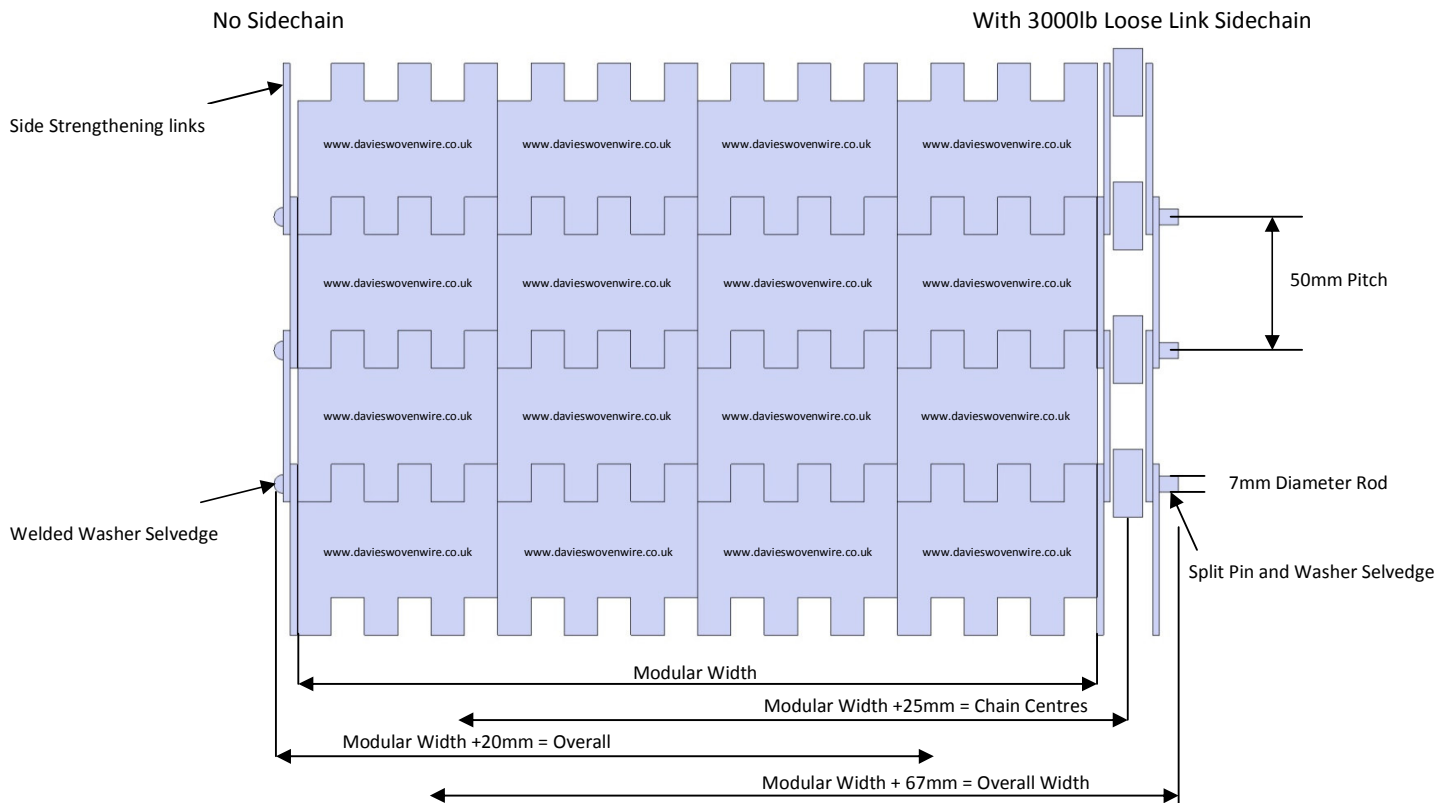 No Sidechain
With 3000lb Loose Link Sidechain
Side Strengthening links
www.davieswovenwire.co.uk
www.davieswovenwire.co.uk
www.davieswovenwire.co.uk
www.davieswovenwire.co.uk
www.davieswovenwire.co.uk
www.davieswovenwire.co.uk
www.davieswovenwire.co.uk
www.davieswovenwire.co.uk
50mm Pitch
www.davieswovenwire.co.uk
www.davieswovenwire.co.uk
www.davieswovenwire.co.uk
www.davieswovenwire.co.uk
7mm Diameter Rod
Welded Washer Selvedge
www.davieswovenwire.co.uk
www.davieswovenwire.co.uk
www.davieswovenwire.co.uk
www.davieswovenwire.co.uk
Split Pin and Washer Selvedge
Modular Width
Modular Width +25mm = Chain Centres
Modular Width +20mm = Overall
Modular Width + 67mm = Overall Width